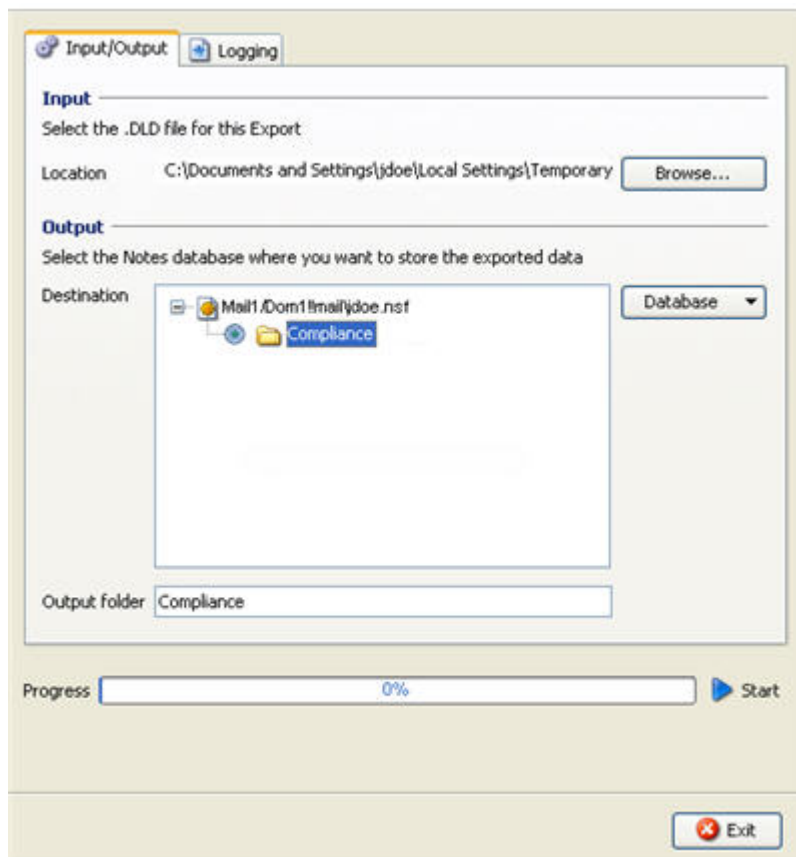 Input/Output
Logging
Input
Select the .DLD file for this Export
Location
C:\Documents and Settings\jdoe\Local Settings\Temporary
Browse...
Output
Select the Notes database where you want to store the exported data
Destination
Mail1/Dom1!!mail\jdoe.nsf
Database
Compliance
Output folder
Compliance
Progress
0%
Start
Exit